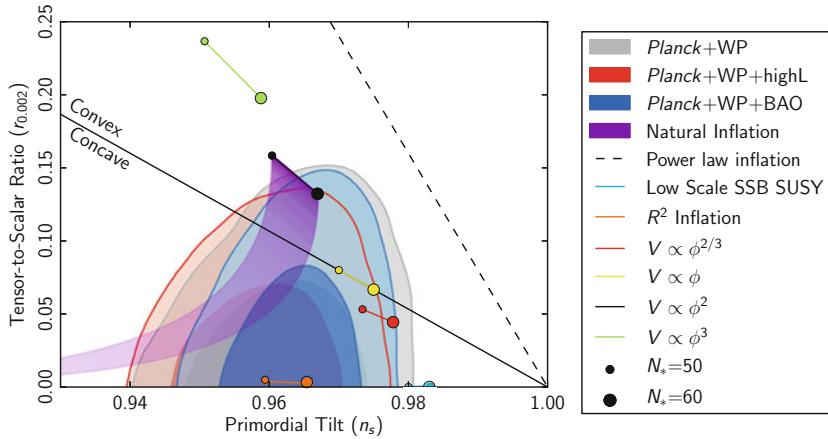 0.25
0.20
0.15
0.10
0.05
0.00
Tensor-to-Scalar Ratio (r0.002)
Convex
Concave
0.94
0.96
0.98
1.00
Primordial Tilt (ns)
Planck+WP
Planck+WP+highL
Planck+WP+BAO
Natural Inflation
Power law inflation
Low Scale SSB SUSY
R² Inflation
V ∝ ϕ^2/3
V ∝ ϕ
V ∝ ϕ²
V ∝ ϕ³
N*=50
N*=60